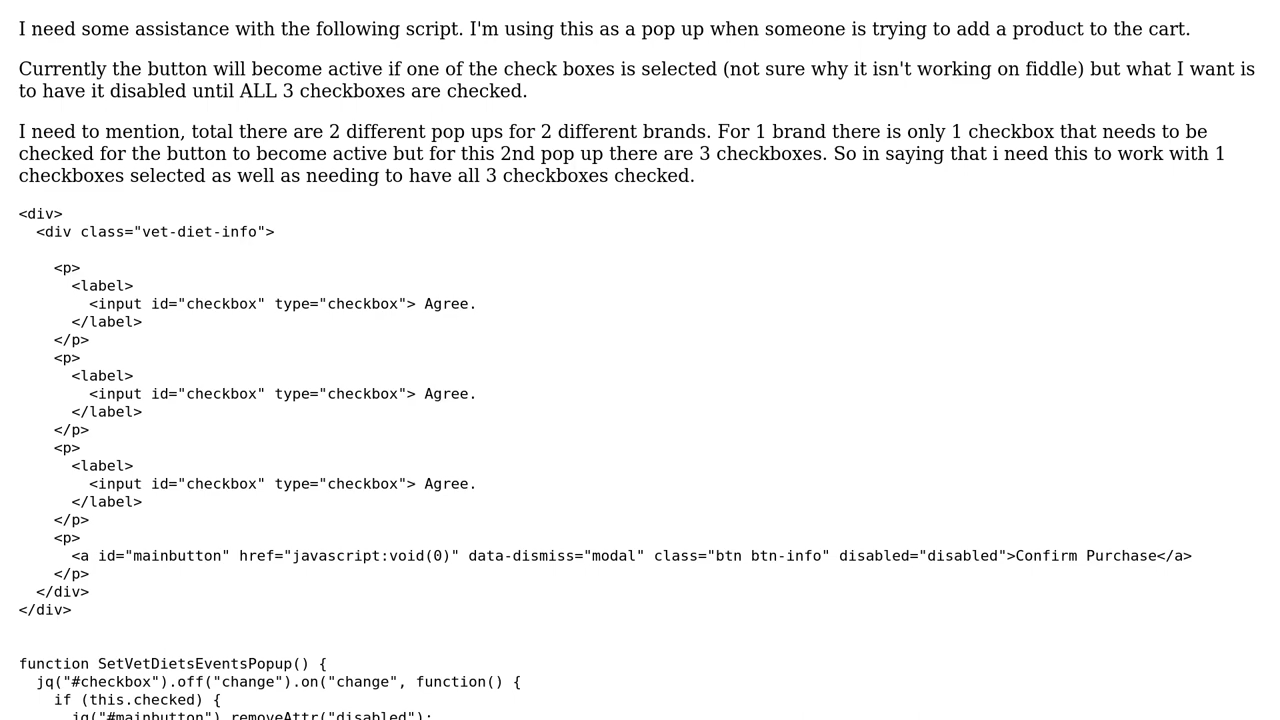 I need some assistance with the following script. I'm using this as a pop up when someone is trying to add a product to the cart.
Currently the button will become active if one of the check boxes is selected (not sure why it isn't working on fiddle) but what I want is
to have it disabled until ALL 3 checkboxes are checked.
I need to mention, total there are 2 different pop ups for 2 different brands. For 1 brand there is only 1 checkbox that needs to be
checked for the button to become active but for this 2nd pop up there are 3 checkboxes. So in saying that i need this to work with 1
checkboxes selected as well as needing to have all 3 checkboxes checked.
<div>
  <div class="vet-diet-info">
    <p>
      <label>
        <input id="checkbox" type="checkbox"> Agree.
      </label>
    </p>
    <p>
      <label>
        <input id="checkbox" type="checkbox"> Agree.
      </label>
    </p>
    <p>
      <label>
        <input id="checkbox" type="checkbox"> Agree.
      </label>
    </p>
    <p>
      <a id="mainbutton" href="javascript:void(0)" data-dismiss="modal" class="btn btn-info" disabled="disabled">Confirm Purchase</a>
    </p>
  </div>
</div>
function SetVetDietsEventsPopup() {
  jq("#checkbox").off("change").on("change", function() {
    if (this.checked) {
      jq("#mainbutton").removeAttr("disabled");